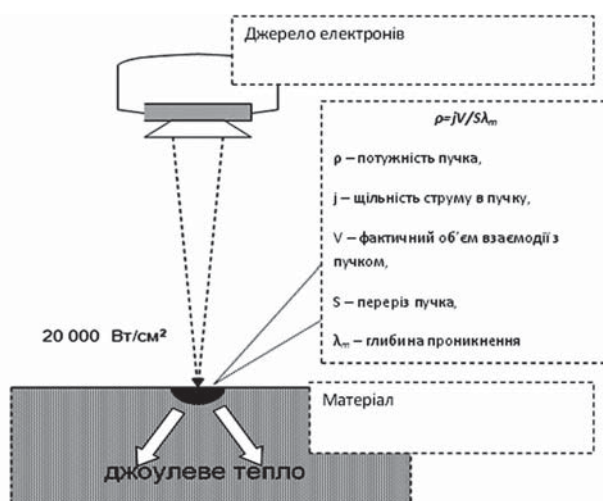 Джерело електронів
ρ=jV/Sλm
ρ – потужність пучка,
j – щільність струму в пучку,
V – фактичний об´єм взаємодії з
пучком,
S – переріз пучка,
λm – глибина проникнення
20 000 Вт/см²
Матеріал
джоулеве тепло